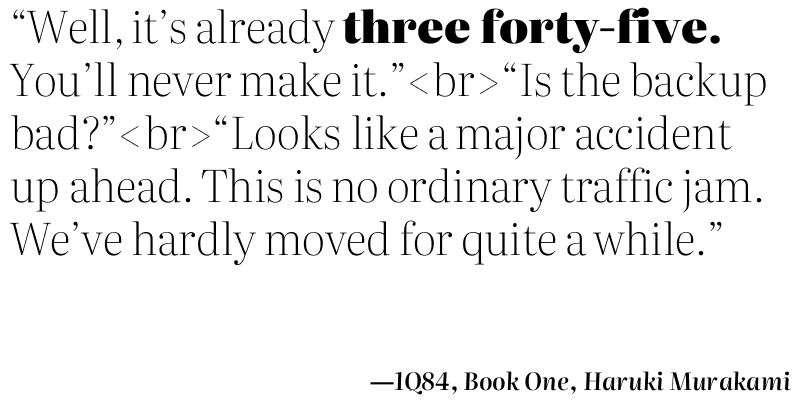 “Well, it’s already three forty-five.
You’ll never make it.”<br>“Is the backup
bad?”<br>“Looks like a major accident
up ahead. This is no ordinary traffic jam.
We’ve hardly moved for quite a while.”
—1Q84, Book One, Haruki Murakami